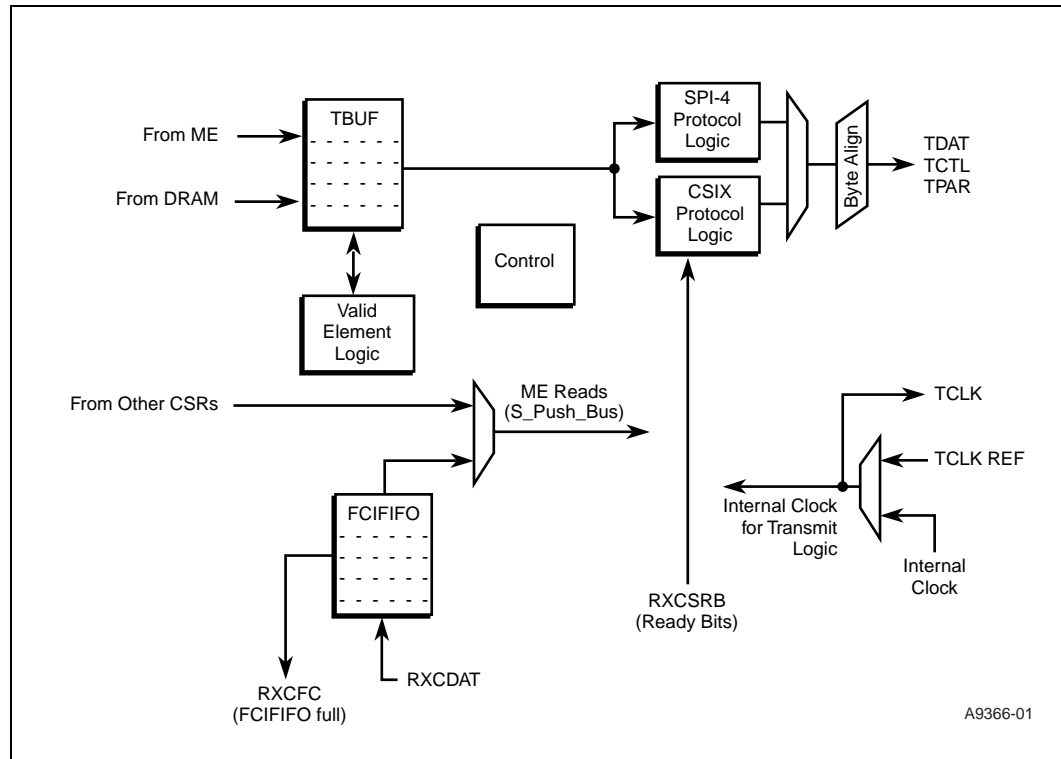 From ME
From DRAM
TBUF
Valid
Element
Logic
Control
SPI-4
Protocol
Logic
CSIX
Protocol
Logic
Byte Align
TDAT
TCTL
TPAR
From Other CSRs
ME Reads
(S_Push_Bus)
FCIFIFO
RXCFC
(FCIFIFO full)
RXCDAT
RXCSRB
(Ready Bits)
TCLK
TCLK REF
Internal Clock
for Transmit
Logic
Internal
Clock
A9366-01